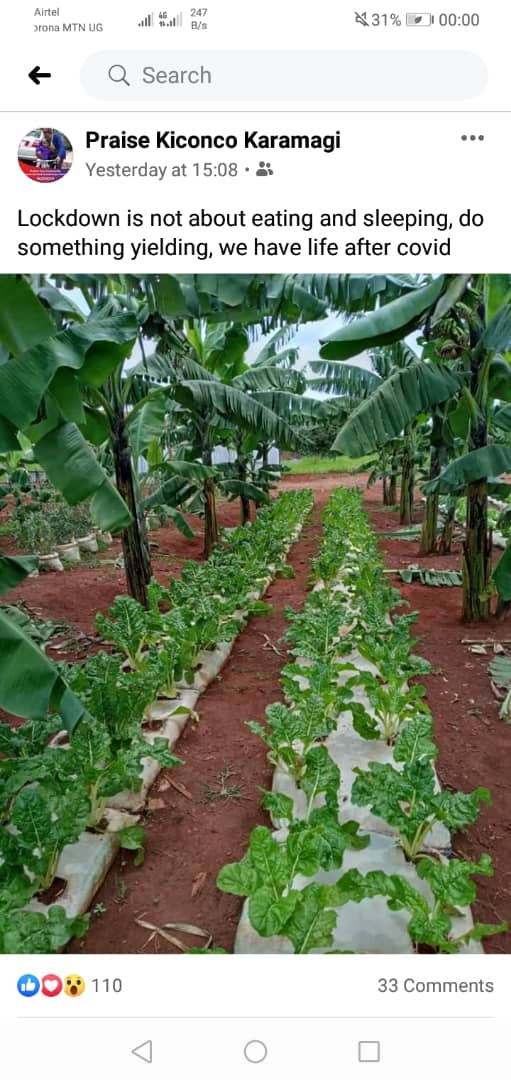 Airtel
orona MTN UG
4G
247
B/s
31%
00:00
Search
Praise Kiconco Karamagi
Yesterday at 15:08
Lockdown is not about eating and sleeping, do
something yielding, we have life after covid
110
33 Comments